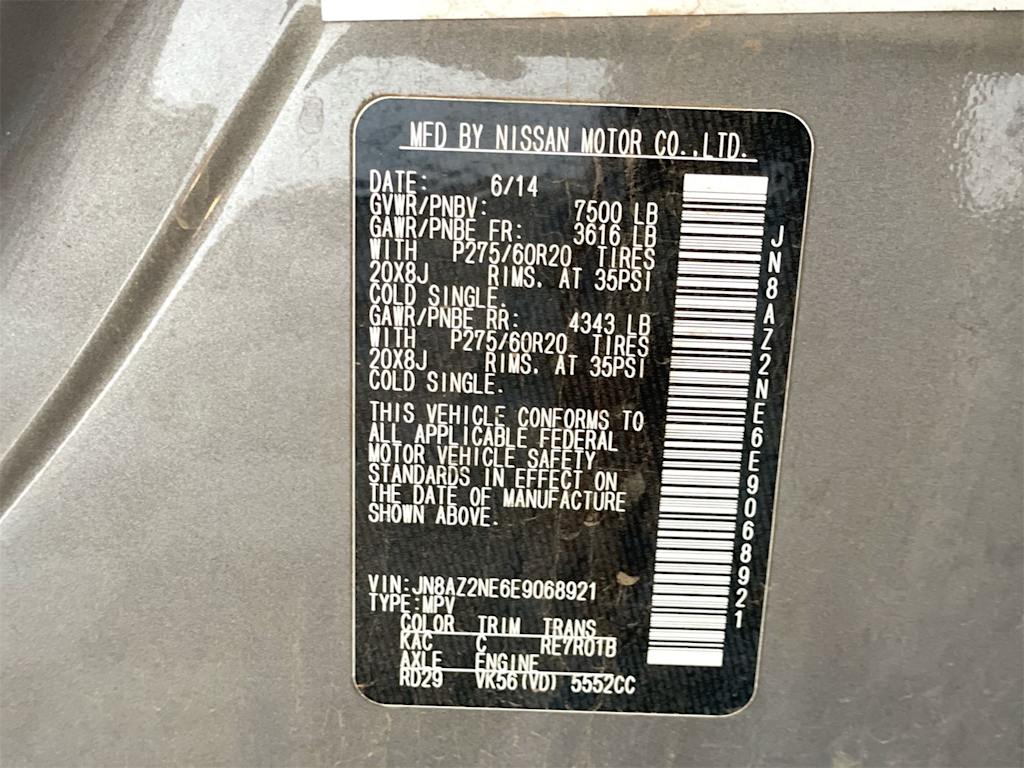 MFD BY NISSAN MOTOR CO.,LTD.
DATE: 6/14
GVWR/PNBV: 7500 LB
GAWR/PNBE FR: 3616 LB
WITH P275/60R20 TIRES
20X8J RIMS. AT 35PSI
COLD SINGLE.
GAWR/PNBE RR: 4343 LB
WITH P275/60R20 TIRES
20X8J RIMS. AT 35PSI
COLD SINGLE.
THIS VEHICLE CONFORMS TO
ALL APPLICABLE FEDERAL
MOTOR VEHICLE SAFETY
STANDARDS IN EFFECT ON
THE DATE OF MANUFACTURE
SHOWN ABOVE.
VIN:JN8AZ2NE6E9068921
TYPE:MPV
COLOR TRIM TRANS
KAC C RE7R01B
AXLE ENGINE
RD29 VK56(VD) 5552CC
JN8AZ2NE6E9068921